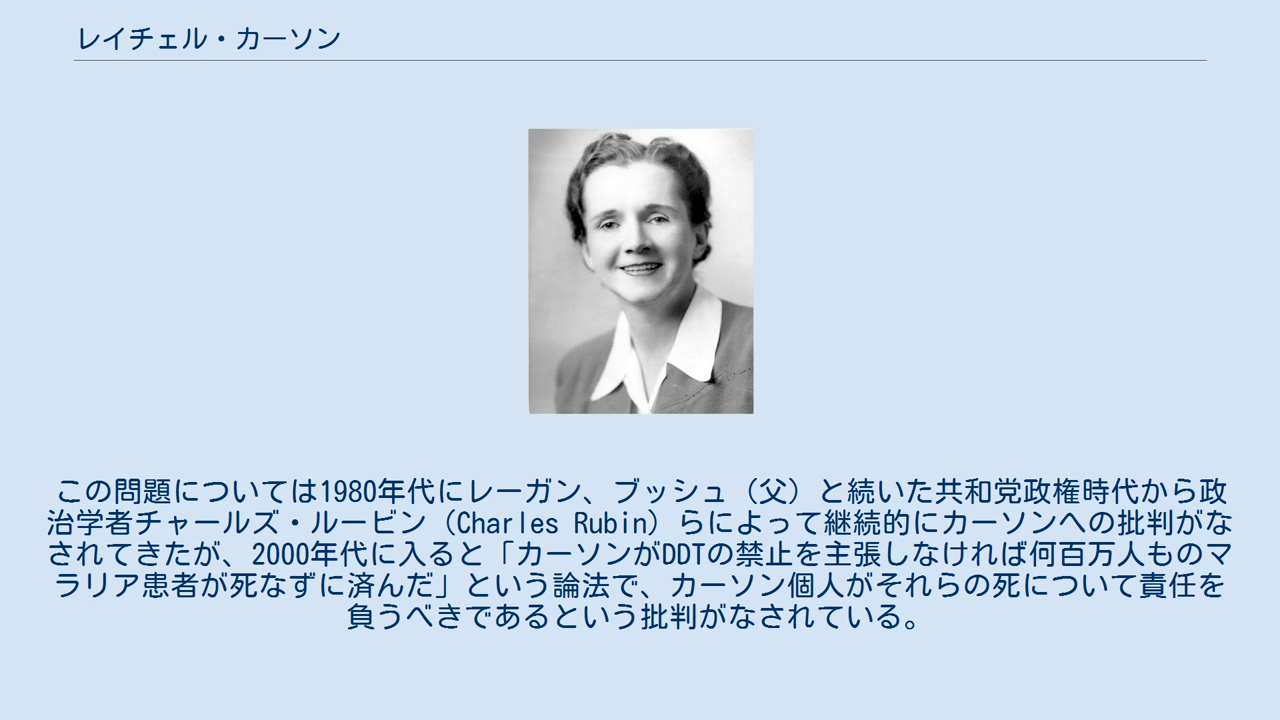 レイチェル・カーソン
この問題については1980年代にレーガン、ブッシュ（父）と続いた共和党政権時代から政
治学者チャールズ・ルービン（Charles Rubin）らによって継続的にカーソンへの批判がな
されてきたが、2000年代に入ると「カーソンがDDTの禁止を主張しなければ何百万人ものマ
ラリア患者が死なずに済んだ」という論法で、カーソン個人がそれらの死について責任を
負うべきであるという批判がなされている。